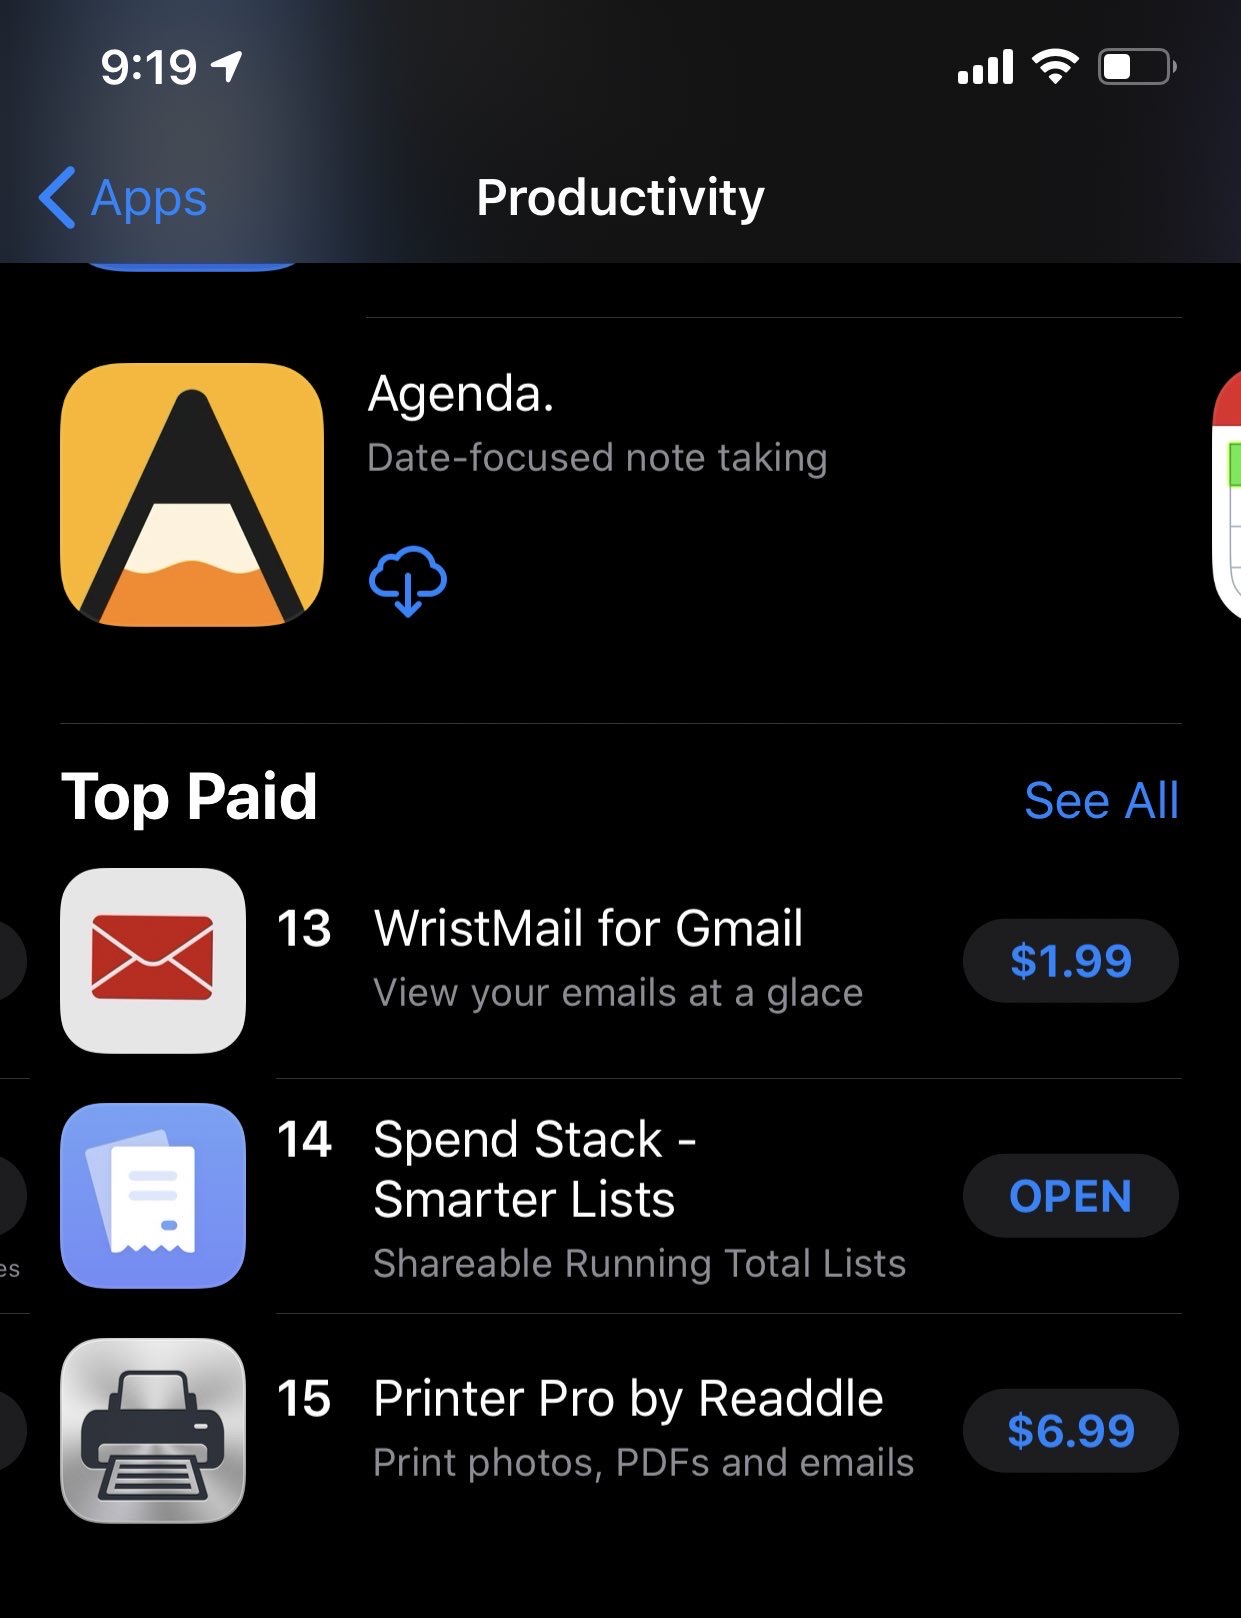 9:19
Apps
Productivity
Agenda.
Date-focused note taking
Top Paid
See All
13
WristMail for Gmail
View your emails at a glace
$1.99
14
Spend Stack -
Smarter Lists
Shareable Running Total Lists
OPEN
es
15
Printer Pro by Readdle
Print photos, PDFs and emails
$6.99